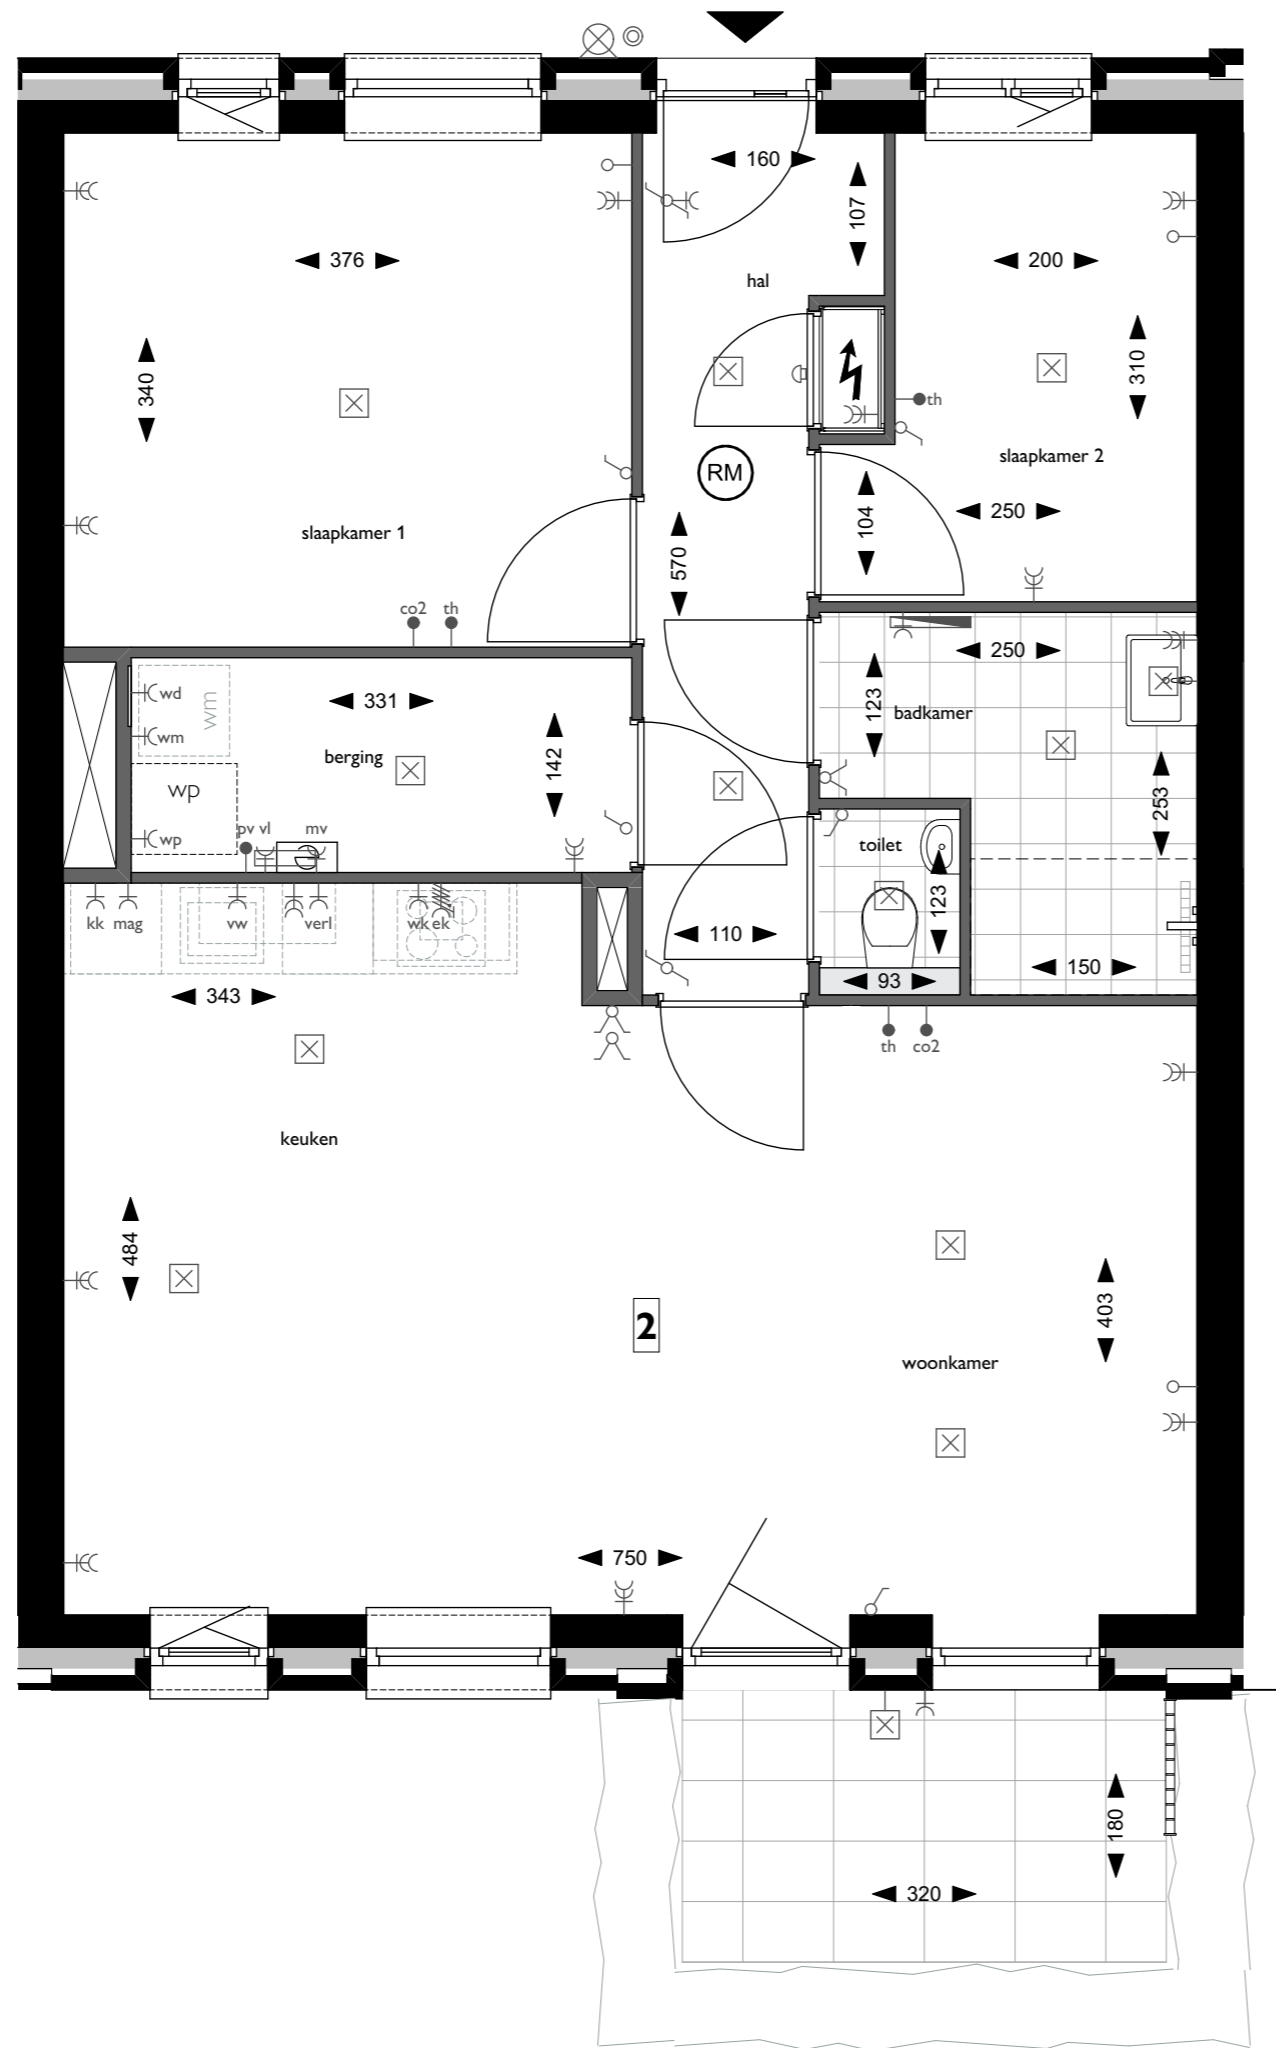 160
107
376
hal
200
340
310
th
slaapkamer 2
RM
250
104
slaapkamer 1
570
co2 th
250
wd
wm
331
123
badkamer
wm
berging
142
wp
253
wp
pv vl
mv
toilet
123
kk mag
vw
verl
wk ek
110
150
93
343
th
co2
keuken
484
403
2
woonkamer
750
180
320